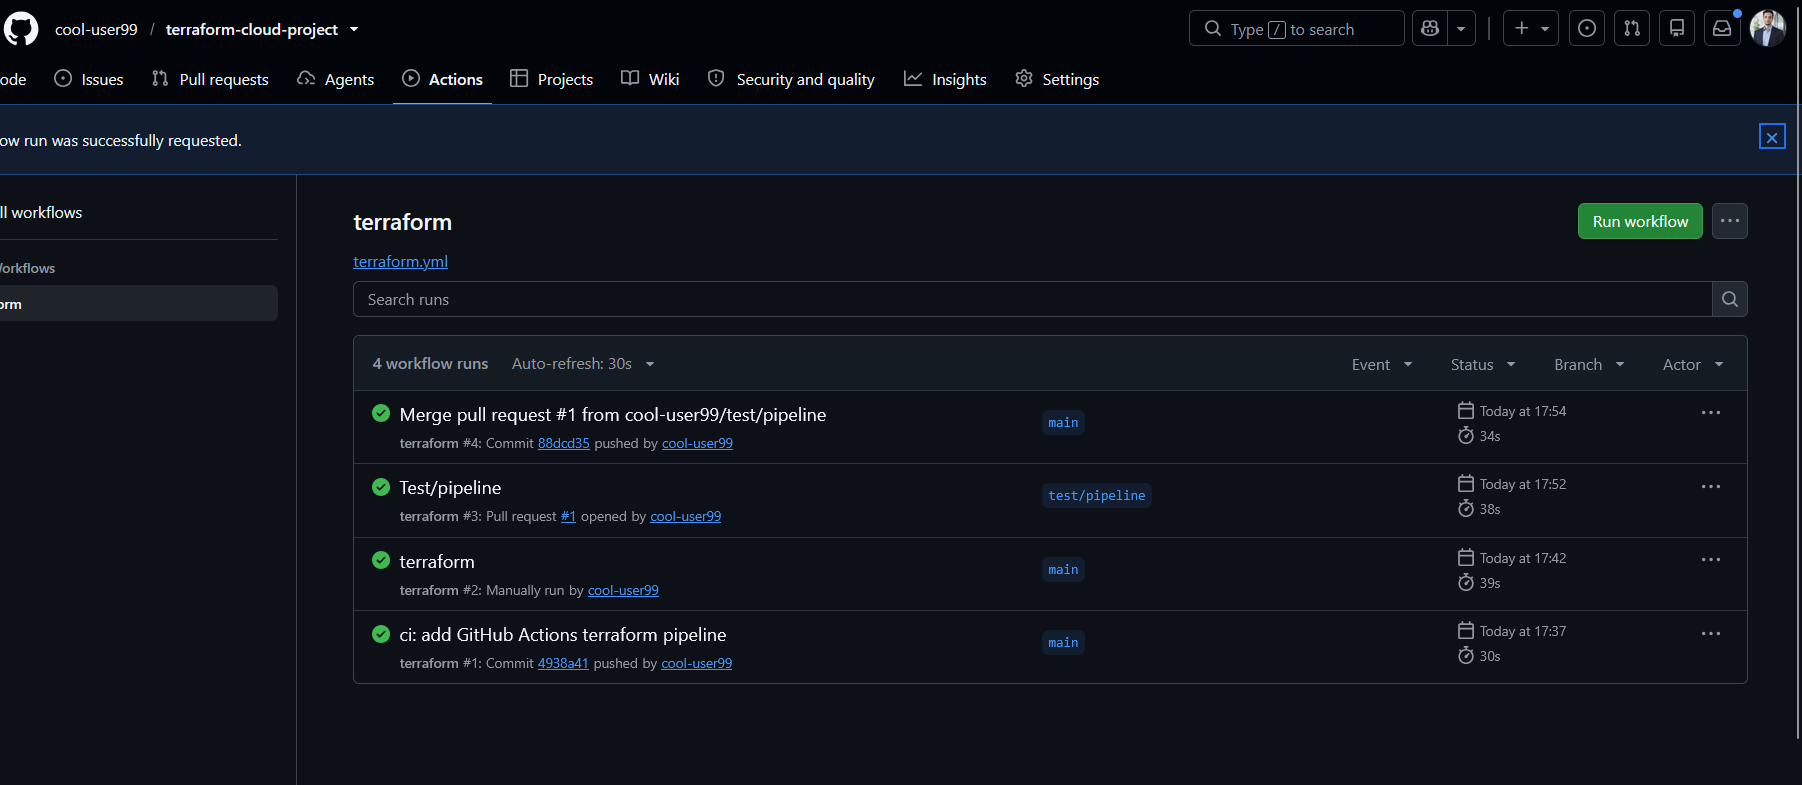 cool-user99 / terraform-cloud-project
Type / to search
ode Issues Pull requests Agents Actions Projects Wiki Security and quality Insights Settings
ow run was successfully requested.
ll workflows
orkflows
orm
terraform
Run workflow
terraform.yml
Search runs
4 workflow runs Auto-refresh: 30s Event Status Branch Actor
Merge pull request #1 from cool-user99/test/pipeline
terraform #4: Commit 88dcd35 pushed by cool-user99
main
Today at 17:54
34s
Test/pipeline
terraform #3: Pull request #1 opened by cool-user99
test/pipeline
Today at 17:52
38s
terraform
terraform #2: Manually run by cool-user99
main
Today at 17:42
39s
ci: add GitHub Actions terraform pipeline
terraform #1: Commit 4938a41 pushed by cool-user99
main
Today at 17:37
30s